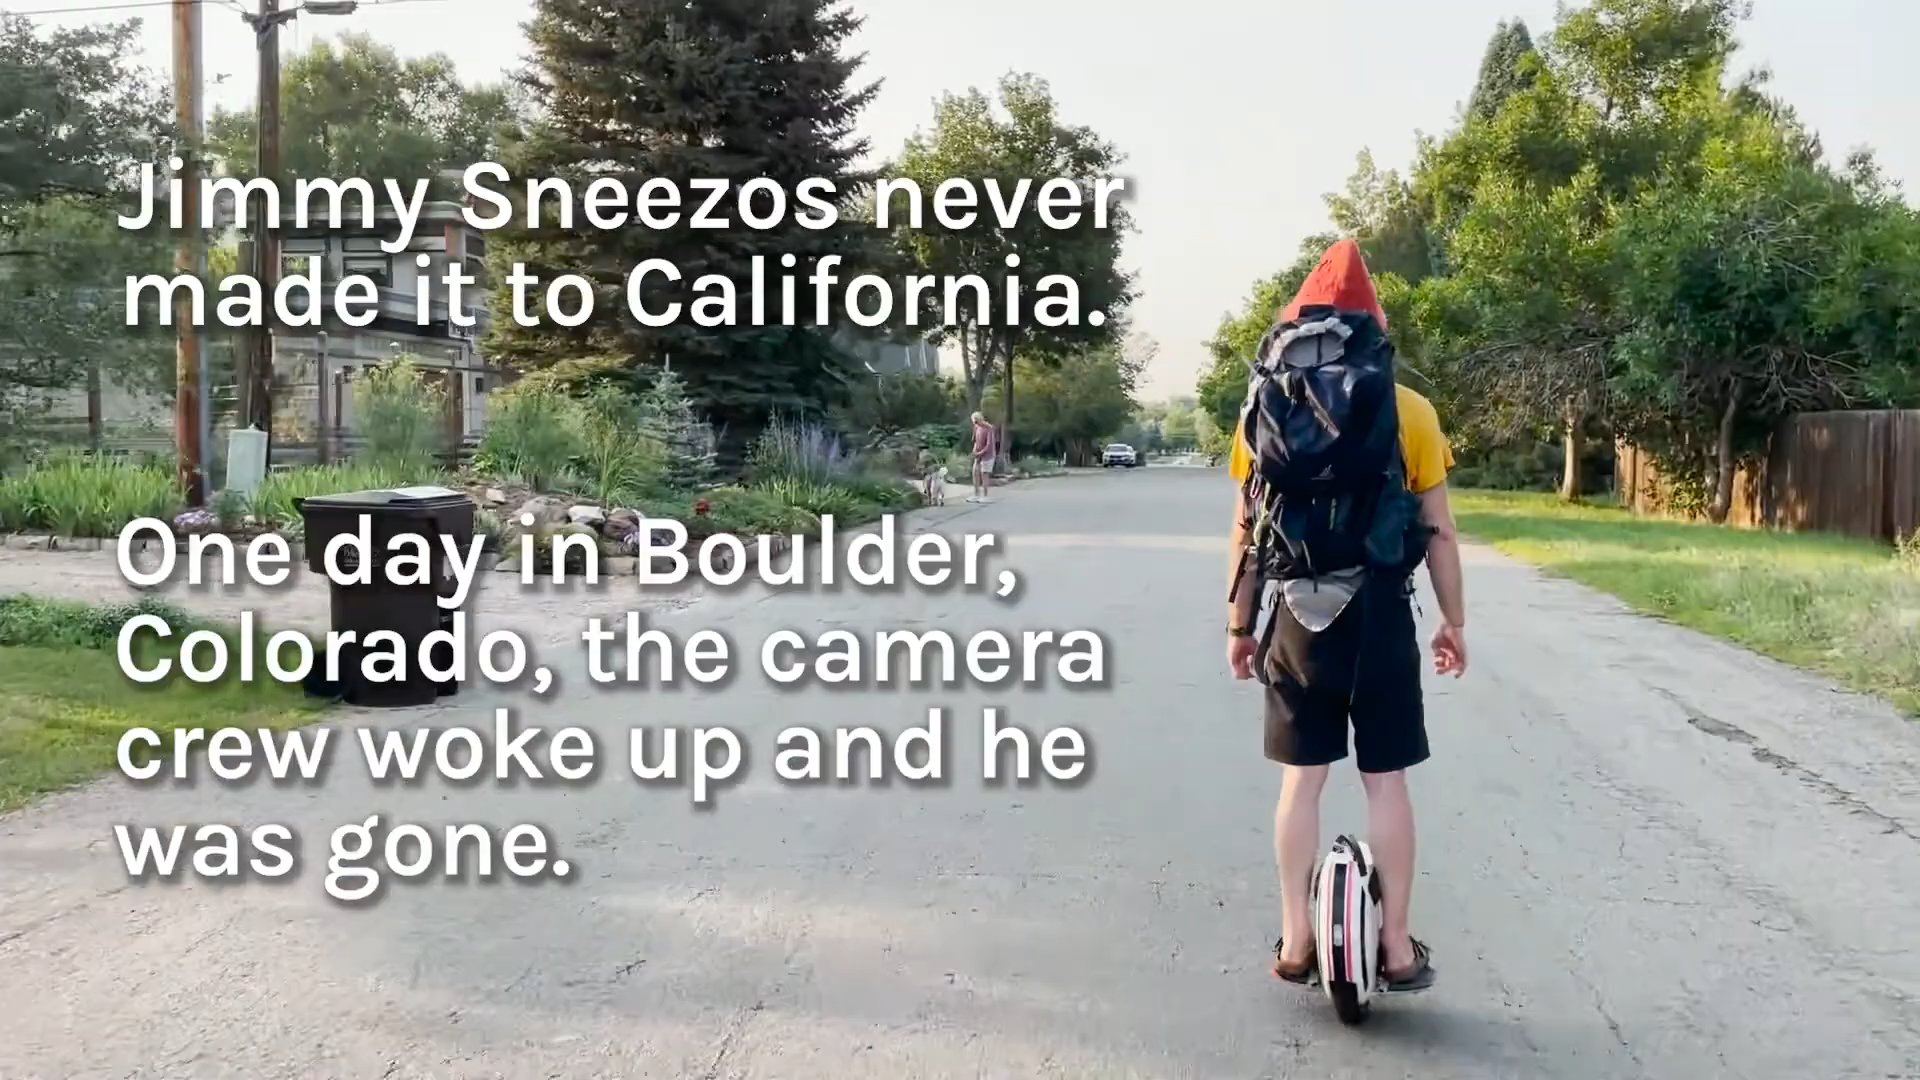 Jimmy Sneezos never
made it to California.
One day in Boulder,
Colorado, the camera
crew woke up and he
was gone.